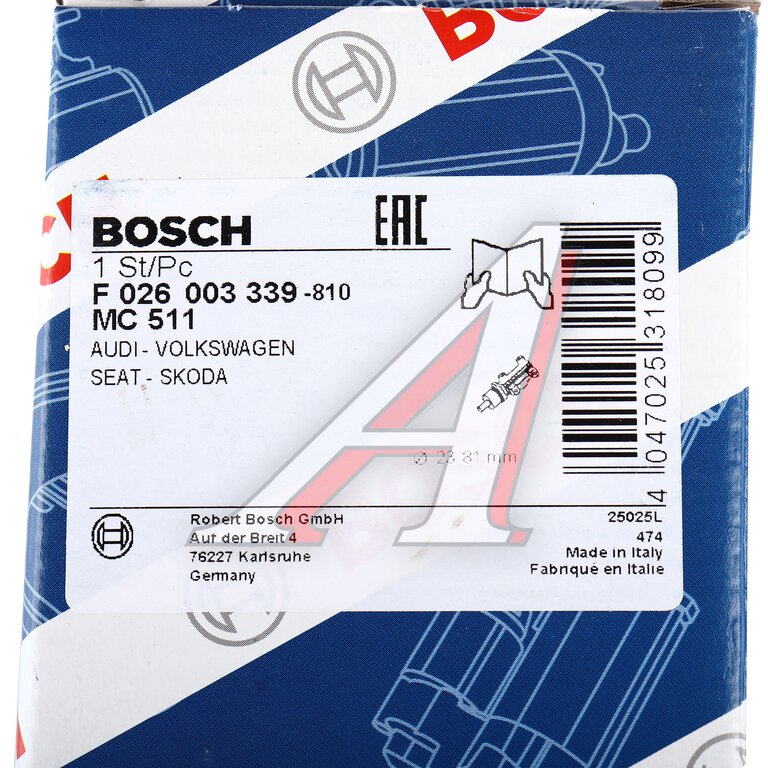 BOSCH
EAC
1 St/Pc
F 026 003 339 -810
MC 511
AUDI - VOLKSWAGEN
SEAT - SKODA
Ø 23.81 mm
4 047025 318099
Robert Bosch GmbH
Auf der Breit 4
76227 Karlsruhe
Germany
25025L
474
Made in Italy
Fabriqué en Italie